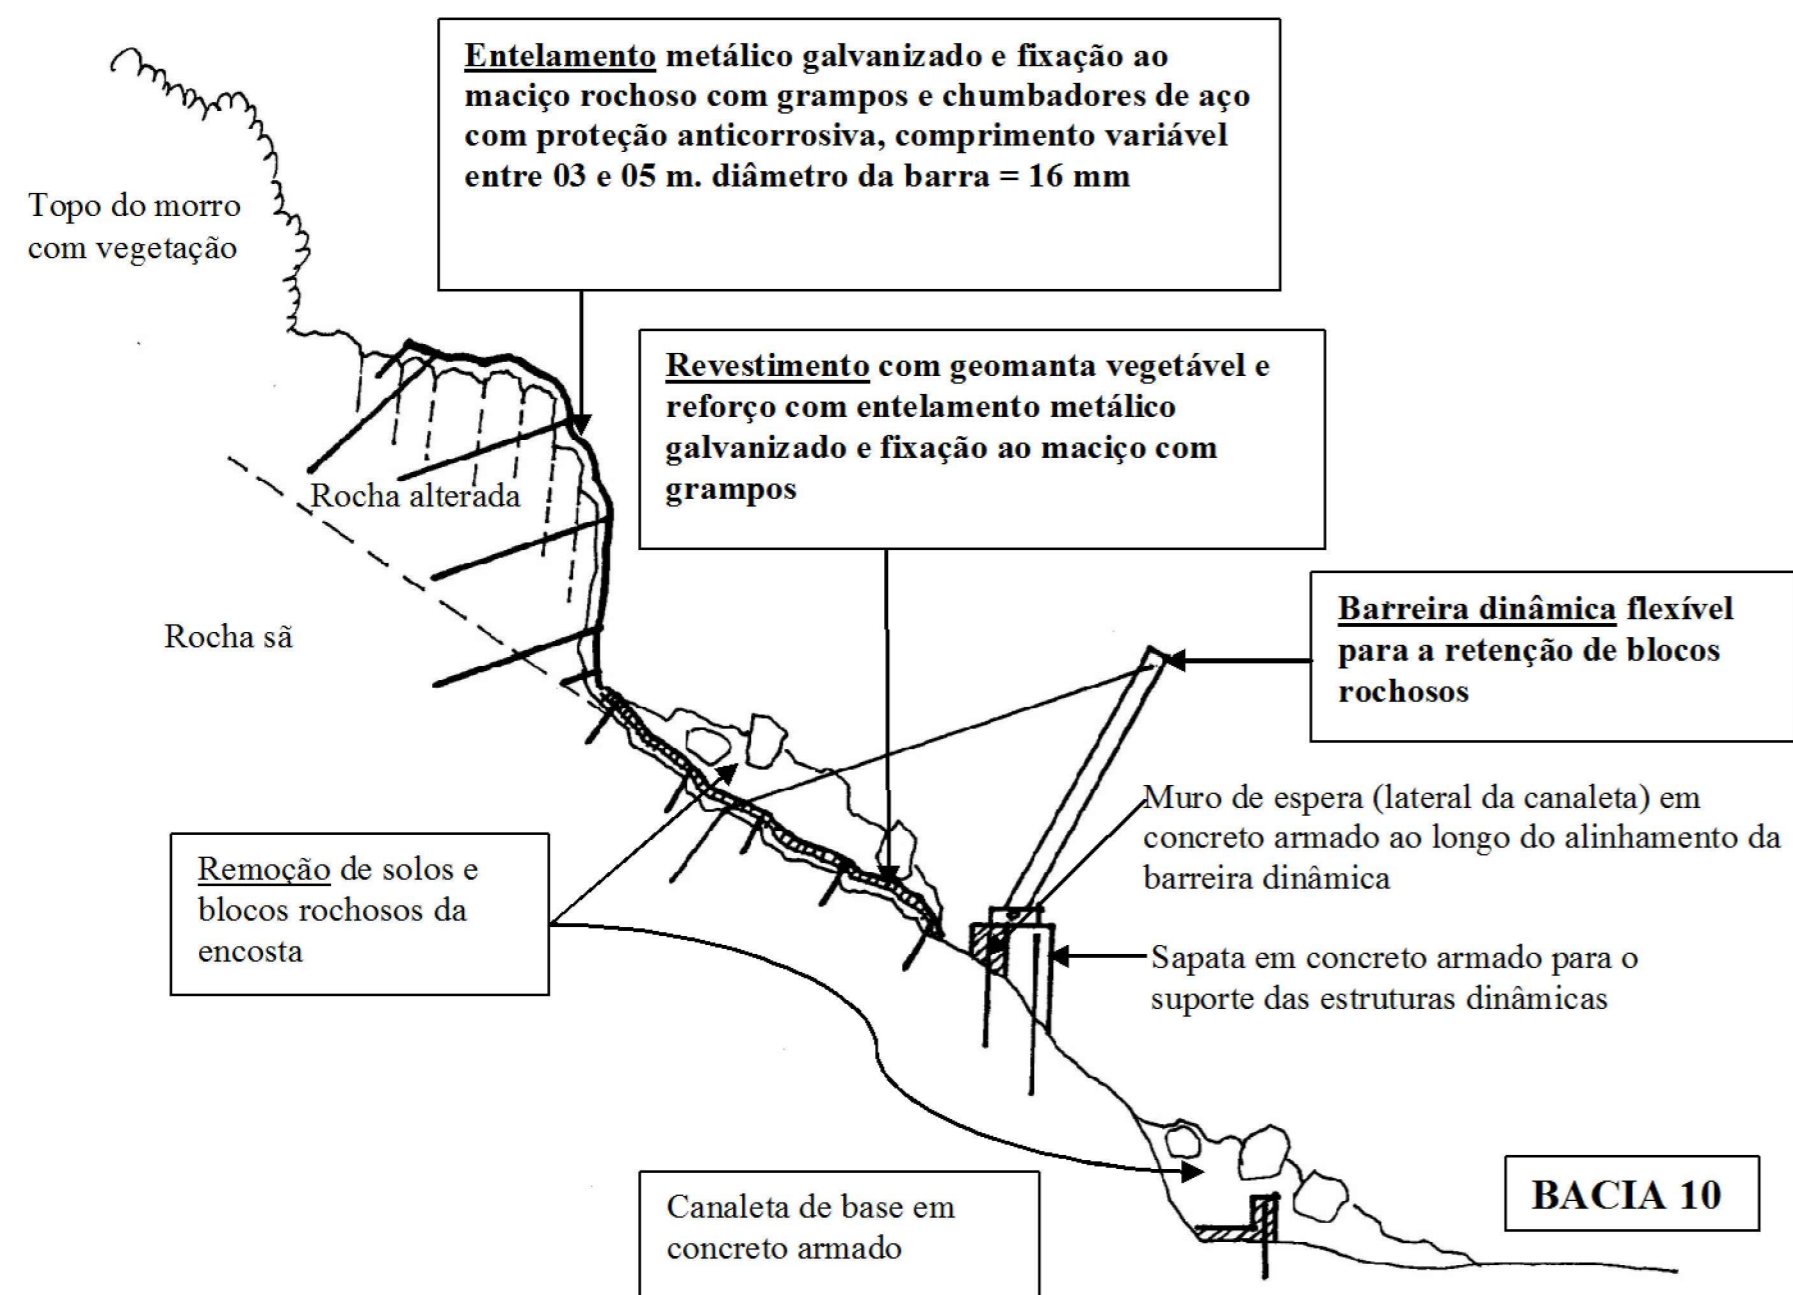 Entelamento metálico galvanizado e fixação ao
maciço rochoso com grampos e chumbadores de aço
com proteção anticorrosiva, comprimento variável
entre 03 e 05 m. diâmetro da barra = 16 mm
Topo do morro
com vegetação
Revestimento com geomanta vegetável e
reforço com entelamento metálico
galvanizado e fixação ao maciço com
grampos
Rocha alterada
Rocha sã
Barreira dinâmica flexível
para a retenção de blocos
rochosos
Muro de espera (lateral da canaleta) em
concreto armado ao longo do alinhamento da
barreira dinâmica
Remoção de solos e
blocos rochosos da
encosta
Sapata em concreto armado para o
suporte das estruturas dinâmicas
Canaleta de base em
concreto armado
BACIA 10